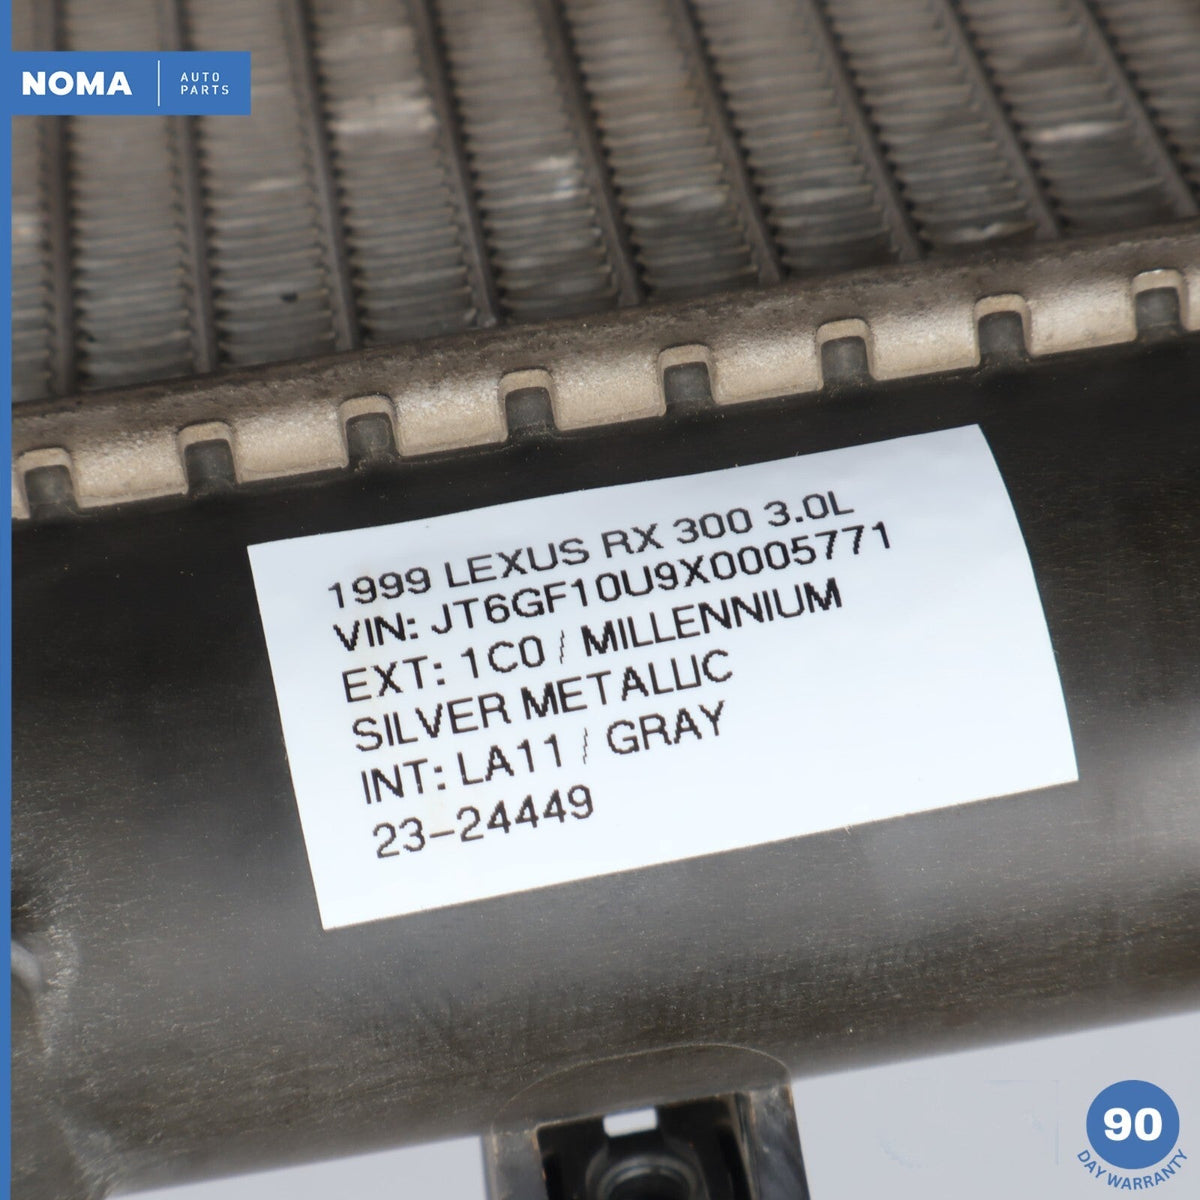 NOMA
AUTO
PARTS
1999 LEXUS RX 300 3.0L
VIN: JT6GF10U9X0005771
EXT: 1C0 / MILLENNIUM
SILVER METALLIC
INT: LA11 / GRAY
23-24449
90
DAY WARRANTY